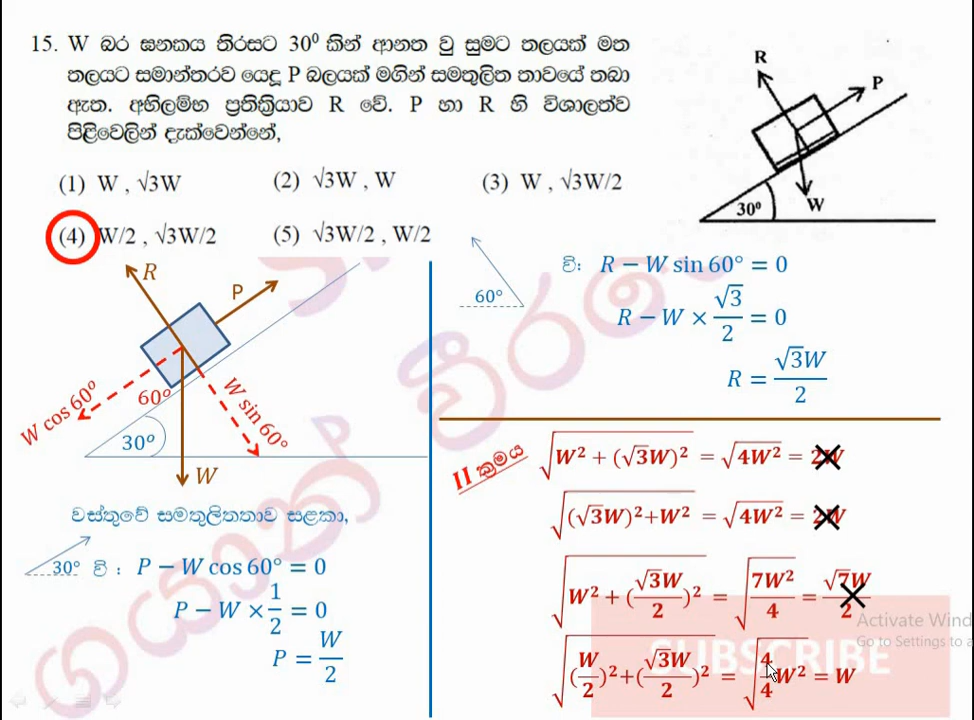 15. W බර ඝනකය තිරසට 30⁰ කින් ආනත වු සුමට තලයක් මත
තලයට සමාන්තරව යෙදූ P බලයක් මගින් සමතුලිත තාවයේ තබා
ඇත. අභිලම්භ ප්‍රතික්‍රියාව R වේ. P හා R හි විශාලත්ව
පිළිවෙලින් දැක්වෙන්නේ,
(1) W , √3W (2) √3W , W (3) W , √3W/2
(4) W/2 , √3W/2 (5) √3W/2 , W/2
R
P
W
30⁰
R
P
W cos 60⁰
60⁰
W sin 60°
30⁰
W
වස්තුවේ සමතුලිතතාව සළකා,
30° වි : P − W cos 60° = 0
P − W × 1/2 = 0
P = W/2
60°
වි: R − W sin 60° = 0
R − W × √3/2 = 0
R = √3W/2
II ක්‍රමය
√(W² + (√3W)²) = √(4W²) = 2W
√((√3W)²+W²) = √(4W²) = 2W
√(W² + (√3W/2)²) = √(7W²/4) = √7W/2
√((W/2)²+(√3W/2)²) = √(4/4 W²) = W
SUBSCRIBE
Activate Wind
Go to Settings to a